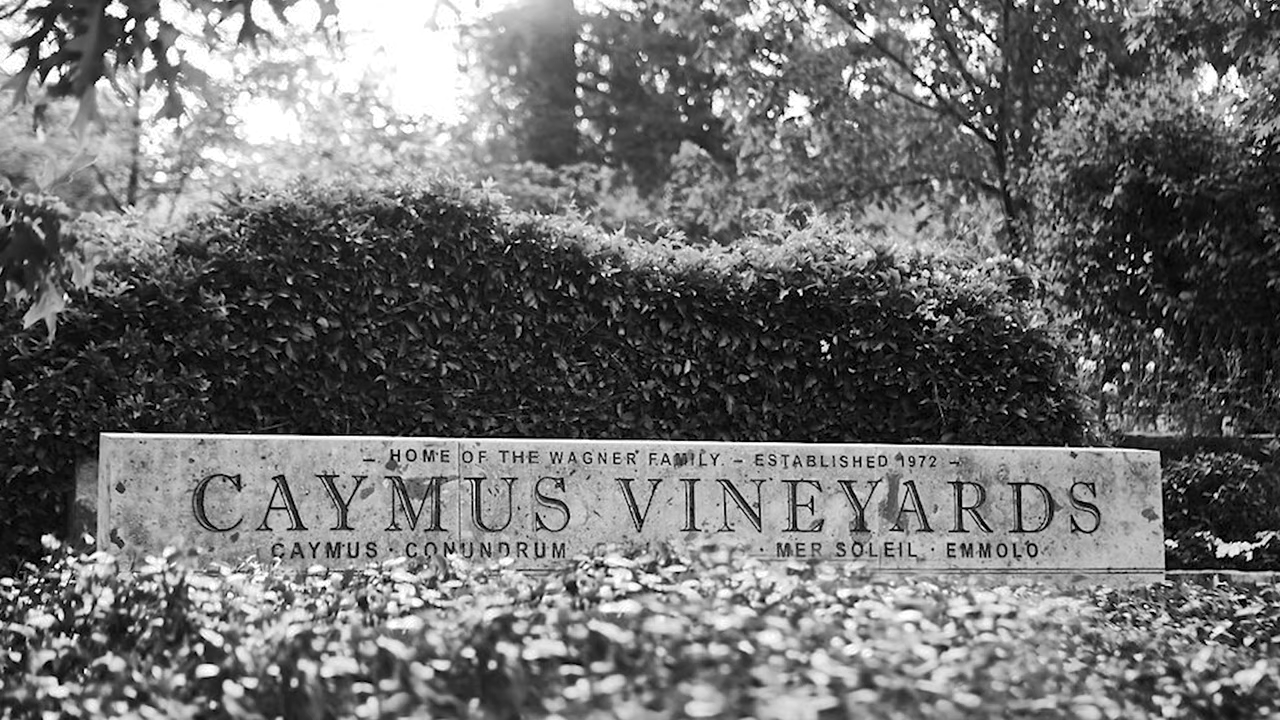 – HOME OF THE WAGNER FAMILY – ESTABLISHED 1972 –
CAYMUS VINEYARDS
CAYMUS · CONUNDRUM · MER SOLEIL · EMMOLO